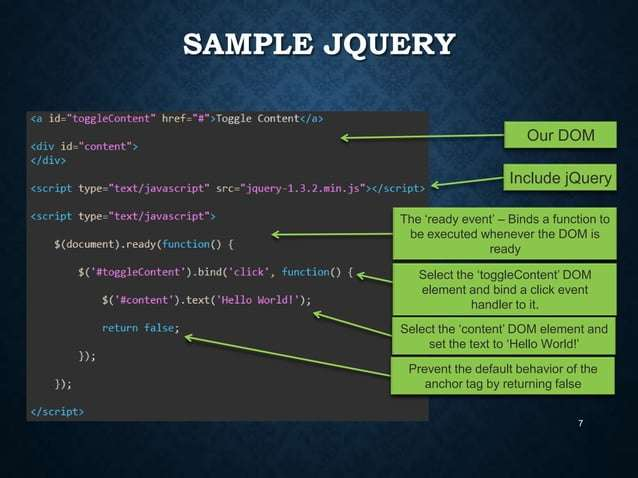 SAMPLE JQUERY
<a id="toggleContent" href="#">Toggle Content</a>
<div id="content">
</div>
<script type="text/javascript" src="jquery-1.3.2.min.js"></script>
<script type="text/javascript">
$(document).ready(function() {
$('#toggleContent').bind('click', function() {
$('#content').text('Hello World!');
return false;
});
});
</script>
Our DOM
Include jQuery
The ‘ready event’ – Binds a function to
be executed whenever the DOM is
ready
Select the ‘toggleContent’ DOM
element and bind a click event
handler to it.
Select the ‘content’ DOM element and
set the text to ‘Hello World!’
Prevent the default behavior of the
anchor tag by returning false
7